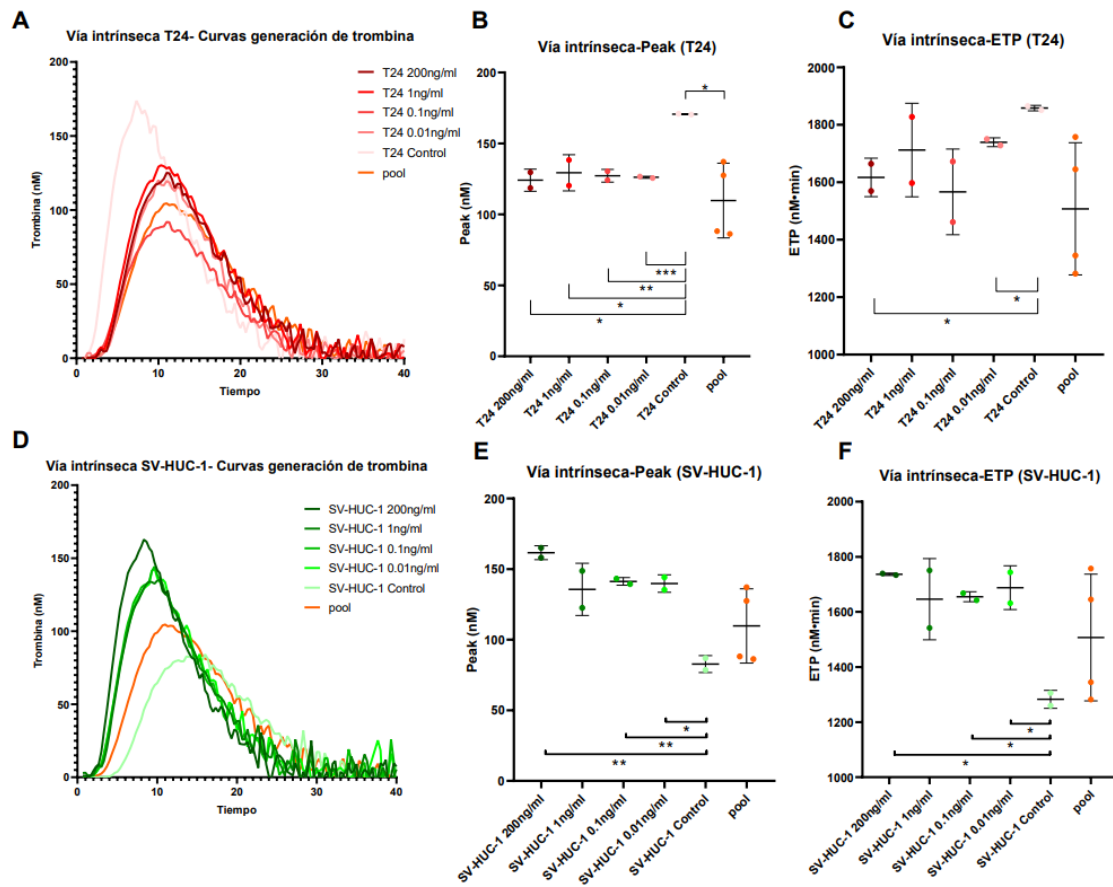 A
Vía intrínseca T24- Curvas generación de trombina
200
150
100
50
0
Trombina (nM)
0
10
20
30
40
Tiempo
T24 200ng/ml
T24 1ng/ml
T24 0.1ng/ml
T24 0.01ng/ml
T24 Control
pool
B
Vía intrínseca-Peak (T24)
200
150
100
50
0
Peak (nM)
*
***
**
*
*
T24 200ng/ml
T24 1ng/ml
T24 0.1ng/ml
T24 0.01ng/ml
T24 Control
pool
C
Vía intrínseca-ETP (T24)
2000
1800
1600
1400
1200
1000
ETP (nM•min)
*
*
T24 200ng/ml
T24 1ng/ml
T24 0.1ng/ml
T24 0.01ng/ml
T24 Control
pool
D
Vía intrínseca SV-HUC-1- Curvas generación de trombina
200
150
100
50
0
Trombina (nM)
0
10
20
30
40
Tiempo
SV-HUC-1 200ng/ml
SV-HUC-1 1ng/ml
SV-HUC-1 0.1ng/ml
SV-HUC-1 0.01ng/ml
SV-HUC-1 Control
pool
E
Vía intrínseca-Peak (SV-HUC-1)
200
150
100
50
0
Peak (nM)
*
**
**
SV-HUC-1 200ng/ml
SV-HUC-1 1ng/ml
SV-HUC-1 0.1ng/ml
SV-HUC-1 0.01ng/ml
SV-HUC-1 Control
pool
F
Vía intrínseca-ETP (SV-HUC-1)
2000
1800
1600
1400
1200
1000
ETP (nM•min)
*
*
*
SV-HUC-1 200ng/ml
SV-HUC-1 1ng/ml
SV-HUC-1 0.1ng/ml
SV-HUC-1 0.01ng/ml
SV-HUC-1 Control
pool